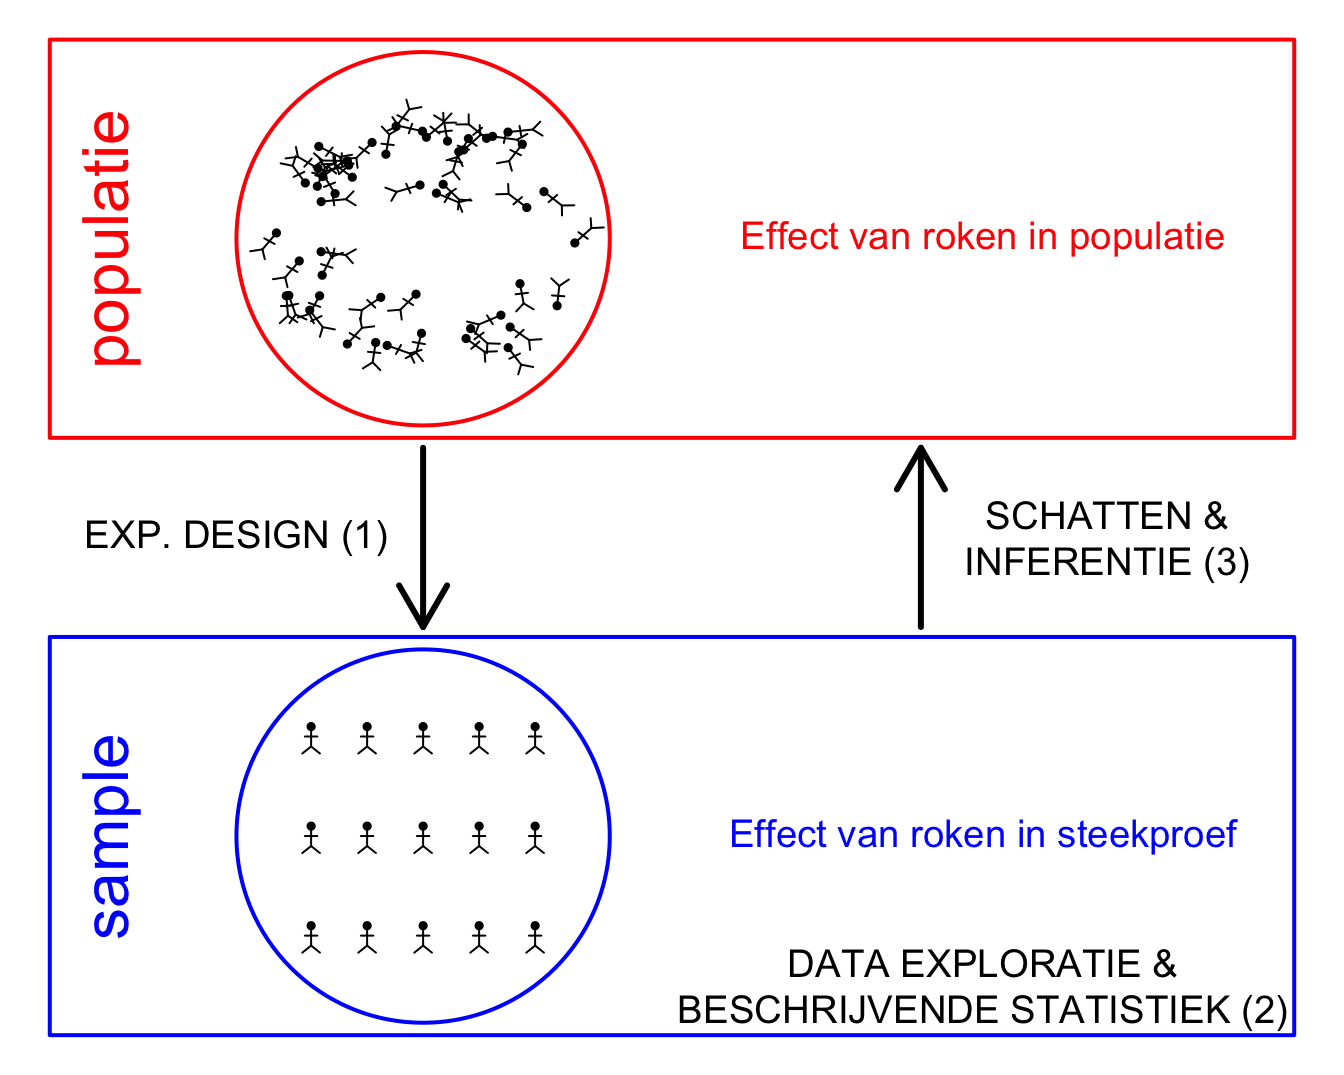 populatie
Effect van roken in populatie
EXP. DESIGN (1)
SCHATTEN &
INFERENTIE (3)
sample
Effect van roken in steekproef
DATA EXPLORATIE &
BESCHRIJVENDE STATISTIEK (2)